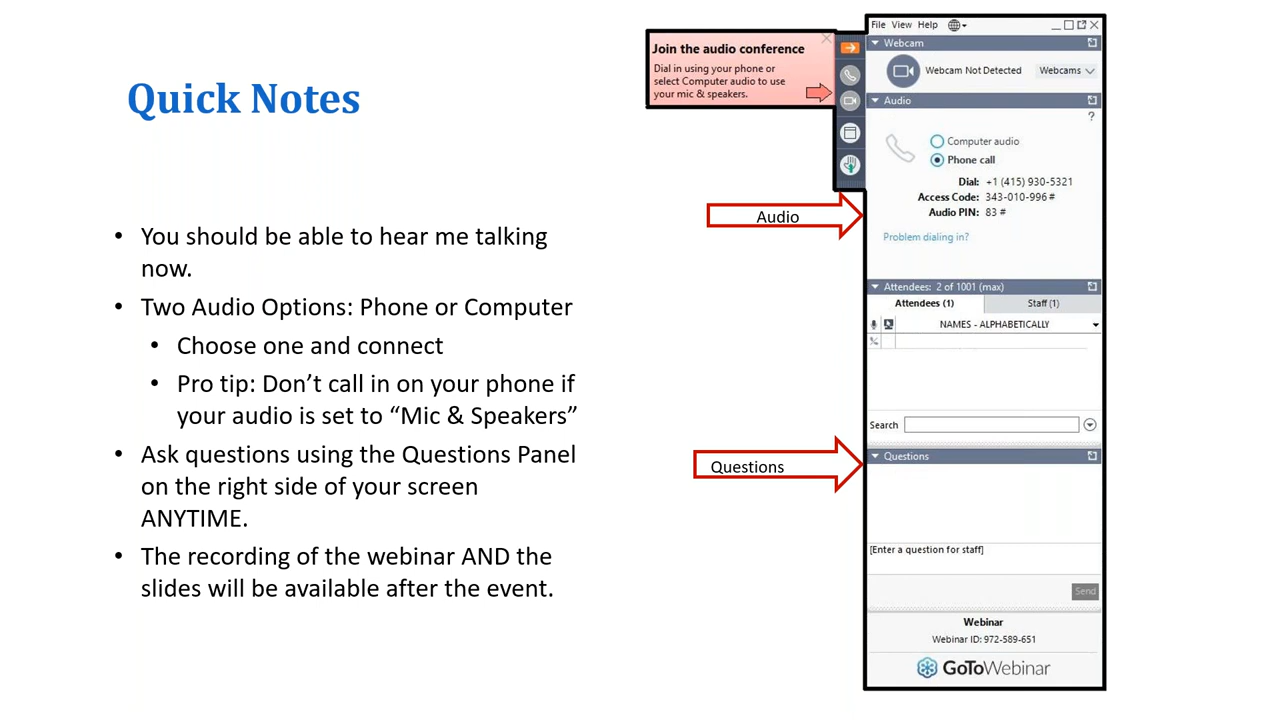 Quick Notes
• You should be able to hear me talking
now.
• Two Audio Options: Phone or Computer
• Choose one and connect
• Pro tip: Don’t call in on your phone if
your audio is set to “Mic & Speakers”
• Ask questions using the Questions Panel
on the right side of your screen
ANYTIME.
• The recording of the webinar AND the
slides will be available after the event.
Join the audio conference
Dial in using your phone or
select Computer audio to use
your mic & speakers.
Audio
Questions
File View Help
Webcam
Webcam Not Detected Webcams
Audio
?
Computer audio
Phone call
Dial: +1 (415) 930-5321
Access Code: 343-010-996 #
Audio PIN: 83 #
Problem dialing in?
Attendees: 2 of 1001 (max)
Attendees (1) Staff (1)
NAMES - ALPHABETICALLY
Search
Questions
[Enter a question for staff]
Send
Webinar
Webinar ID: 972-589-651
GoToWebinar